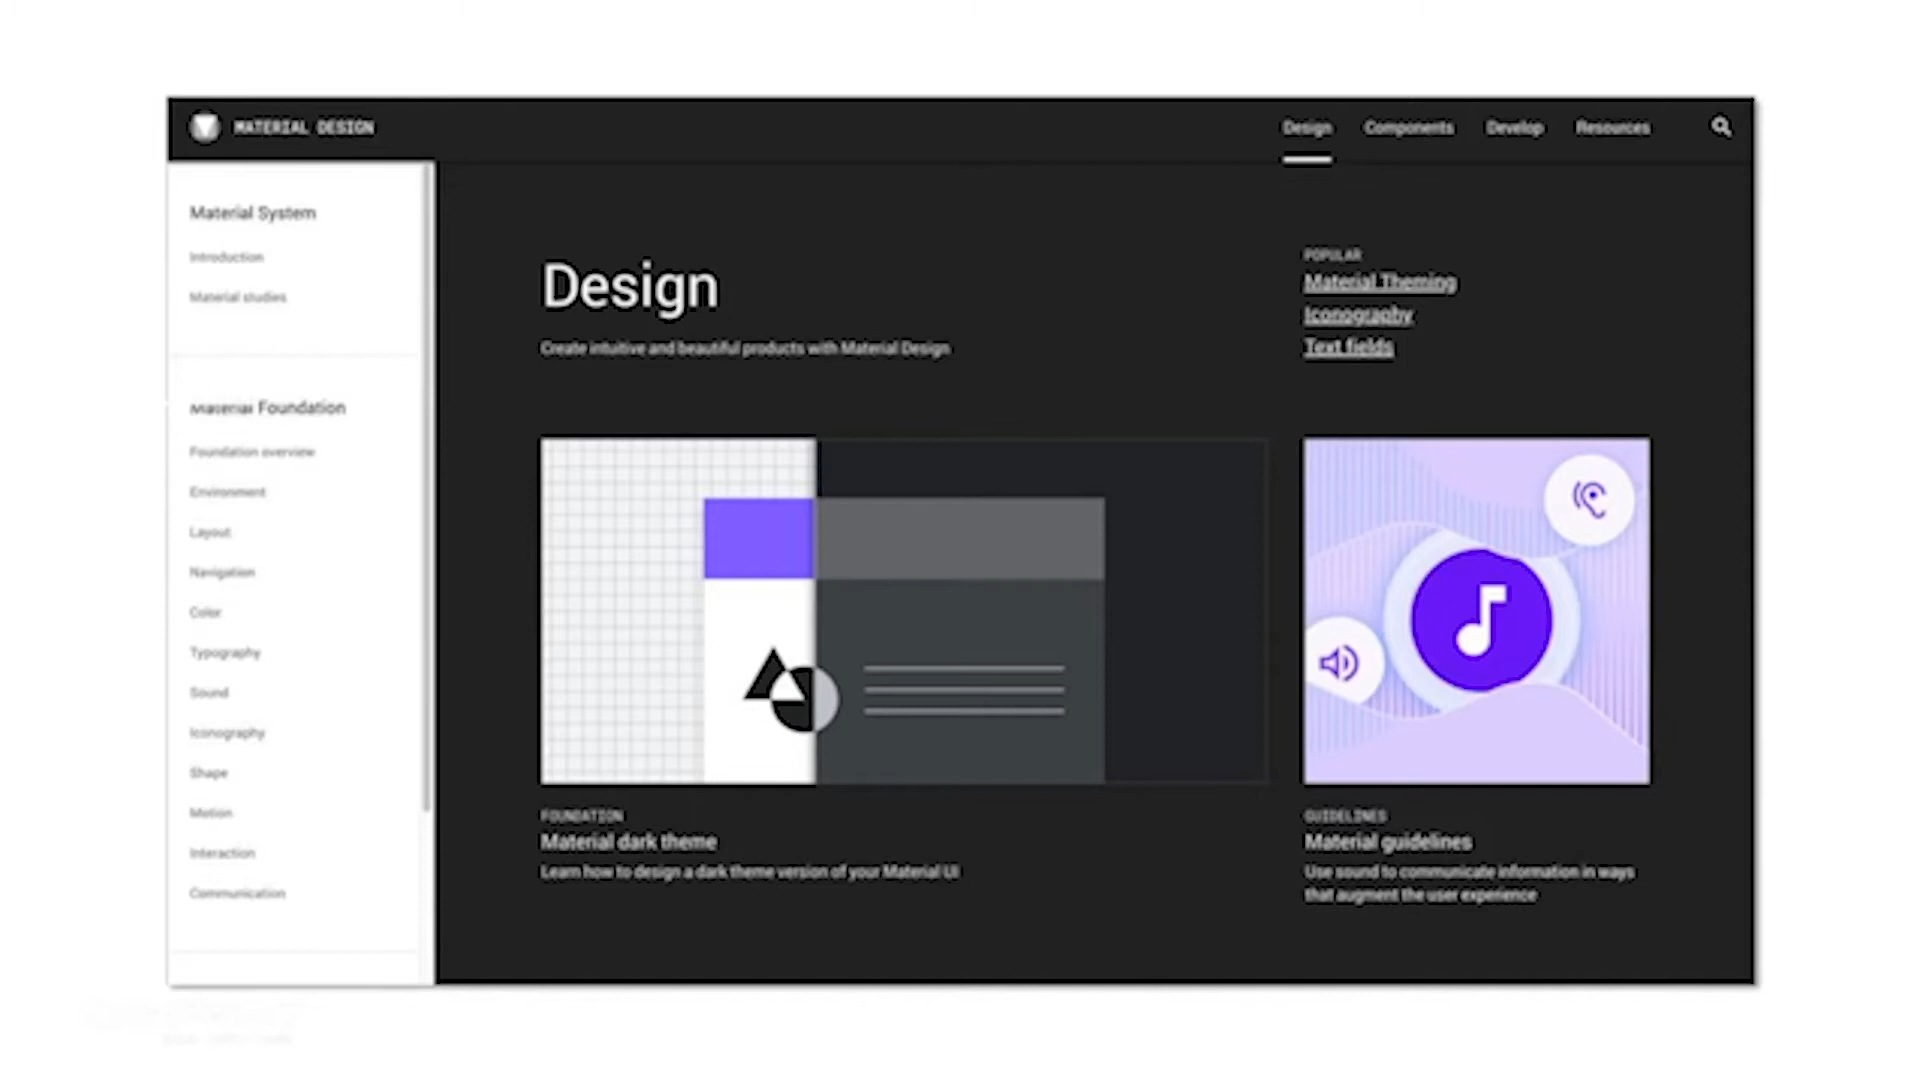 MATERIAL DESIGN
Design Components Develop Resources
Material System
Introduction
Material studies
Material Foundation
Foundation overview
Environment
Layout
Navigation
Color
Typography
Sound
Iconography
Shape
Motion
Interaction
Communication
Design
Create intuitive and beautiful products with Material Design
POPULAR
Material Theming
Iconography
Text fields
FOUNDATION
Material dark theme
Learn how to design a dark theme version of your Material UI
GUIDELINES
Material guidelines
Use sound to communicate information in ways
that augment the user experience